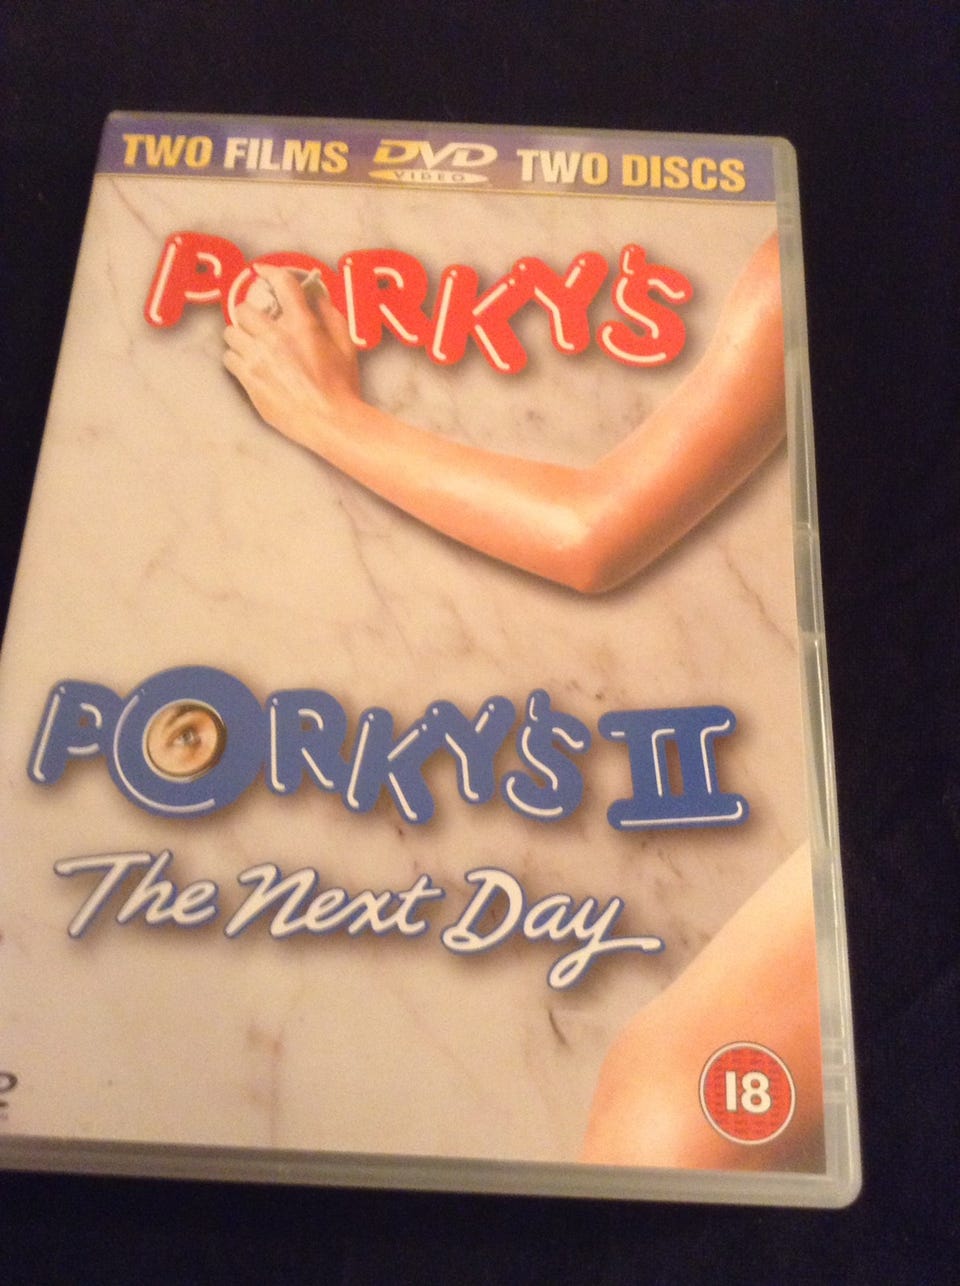 TWO FILMS DVD VIDEO TWO DISCS
PORKY'S
PORKY'S II
The Next Day
18